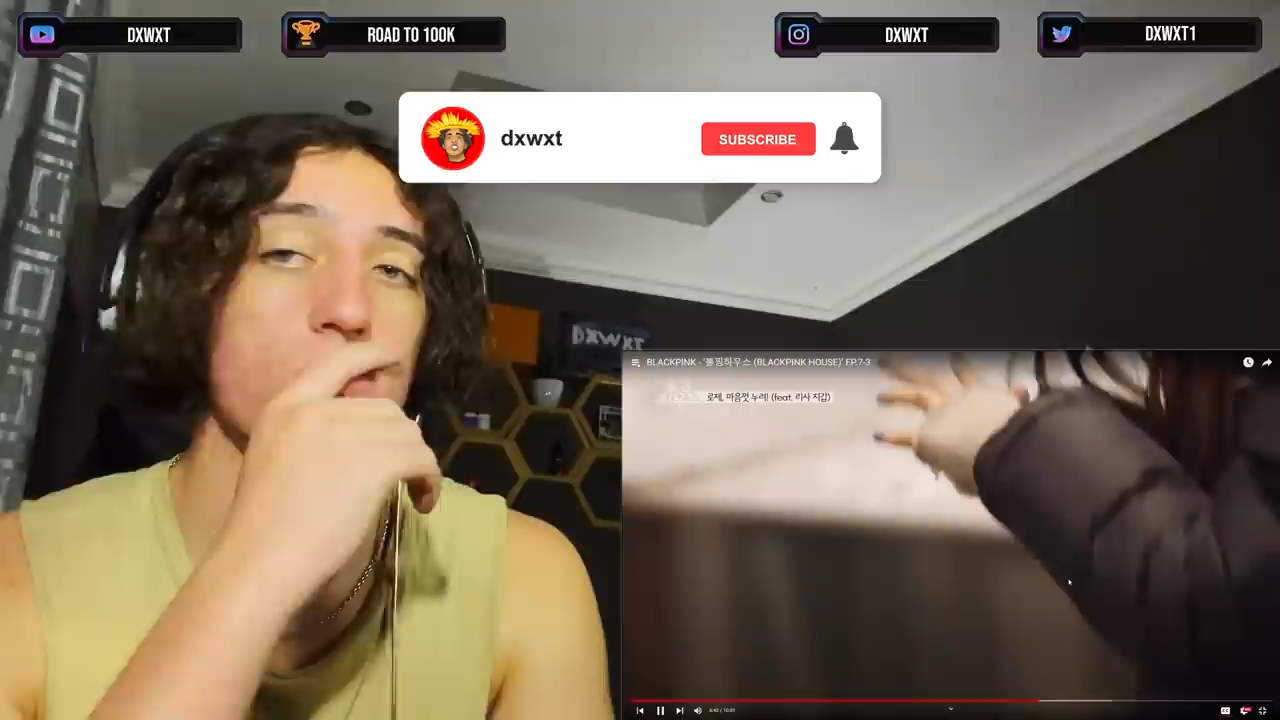 DXWXT
ROAD TO 100K
DXWXT
DXWXT1
dxwxt
SUBSCRIBE
DXWXT
BLACKPINK - '블핑하우스 (BLACKPINK HOUSE)' EP.7-3
로제, 마음껏 누려! (feat. 리사 지갑)